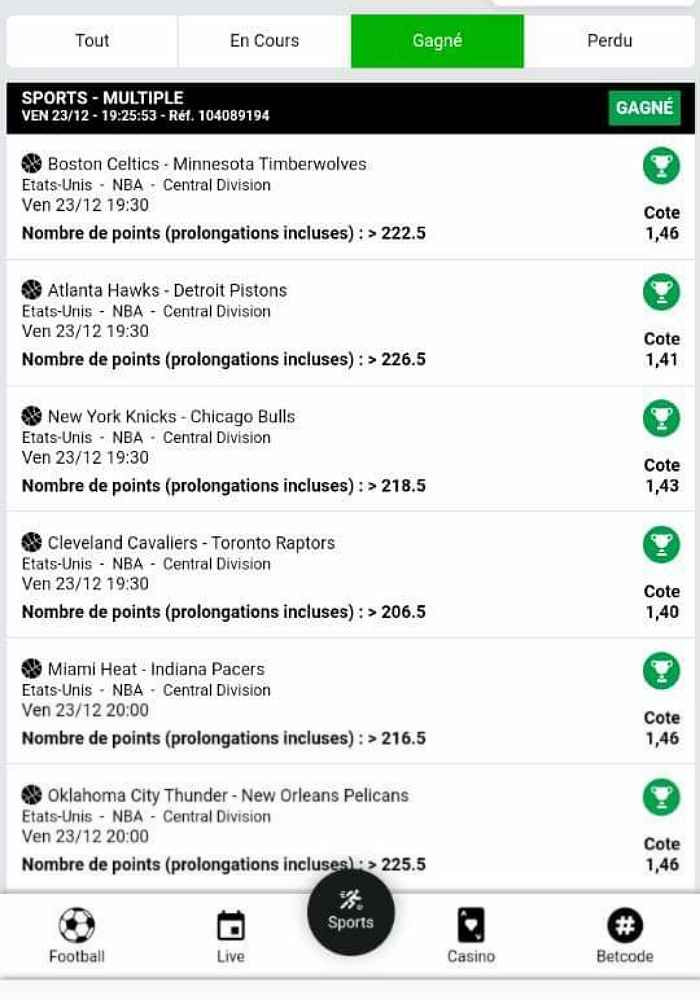 Tout
En Cours
Gagné
Perdu
SPORTS - MULTIPLE
VEN 23/12 - 19:25:53 - Réf. 104089194
GAGNÉ
Boston Celtics - Minnesota Timberwolves
Etats-Unis - NBA - Central Division
Ven 23/12 19:30
Nombre de points (prolongations incluses) : > 222.5
Cote
1,46
Atlanta Hawks - Detroit Pistons
Etats-Unis - NBA - Central Division
Ven 23/12 19:30
Nombre de points (prolongations incluses) : > 226.5
Cote
1,41
New York Knicks - Chicago Bulls
Etats-Unis - NBA - Central Division
Ven 23/12 19:30
Nombre de points (prolongations incluses) : > 218.5
Cote
1,43
Cleveland Cavaliers - Toronto Raptors
Etats-Unis - NBA - Central Division
Ven 23/12 19:30
Nombre de points (prolongations incluses) : > 206.5
Cote
1,40
Miami Heat - Indiana Pacers
Etats-Unis - NBA - Central Division
Ven 23/12 20:00
Nombre de points (prolongations incluses) : > 216.5
Cote
1,46
Oklahoma City Thunder - New Orleans Pelicans
Etats-Unis - NBA - Central Division
Ven 23/12 20:00
Nombre de points (prolongations incluses) : > 225.5
Cote
1,46
Football
Live
Sports
Casino
Betcode